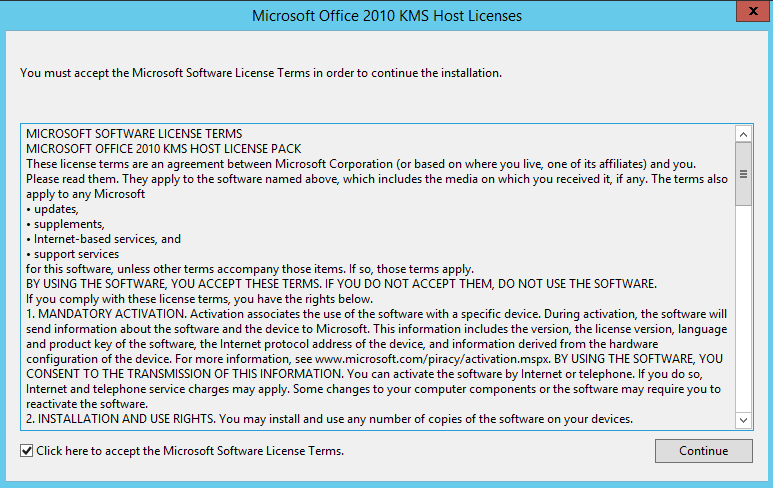 Microsoft Office 2010 KMS Host Licenses
x
You must accept the Microsoft Software License Terms in order to continue the installation.
MICROSOFT SOFTWARE LICENSE TERMS
MICROSOFT OFFICE 2010 KMS HOST LICENSE PACK
These license terms are an agreement between Microsoft Corporation (or based on where you live, one of its affiliates) and you.
Please read them. They apply to the software named above, which includes the media on which you received it, if any. The terms also
apply to any Microsoft
• updates,
• supplements,
• Internet-based services, and
• support services
for this software, unless other terms accompany those items. If so, those terms apply.
BY USING THE SOFTWARE, YOU ACCEPT THESE TERMS. IF YOU DO NOT ACCEPT THEM, DO NOT USE THE SOFTWARE.
If you comply with these license terms, you have the rights below.
1. MANDATORY ACTIVATION. Activation associates the use of the software with a specific device. During activation, the software will
send information about the software and the device to Microsoft. This information includes the version, the license version, language
and product key of the software, the Internet protocol address of the device, and information derived from the hardware
configuration of the device. For more information, see www.microsoft.com/piracy/activation.mspx. BY USING THE SOFTWARE, YOU
CONSENT TO THE TRANSMISSION OF THIS INFORMATION. You can activate the software by Internet or telephone. If you do so,
Internet and telephone service charges may apply. Some changes to your computer components or the software may require you to
reactivate the software.
2. INSTALLATION AND USE RIGHTS. You may install and use any number of copies of the software on your devices.
Click here to accept the Microsoft Software License Terms.
Continue